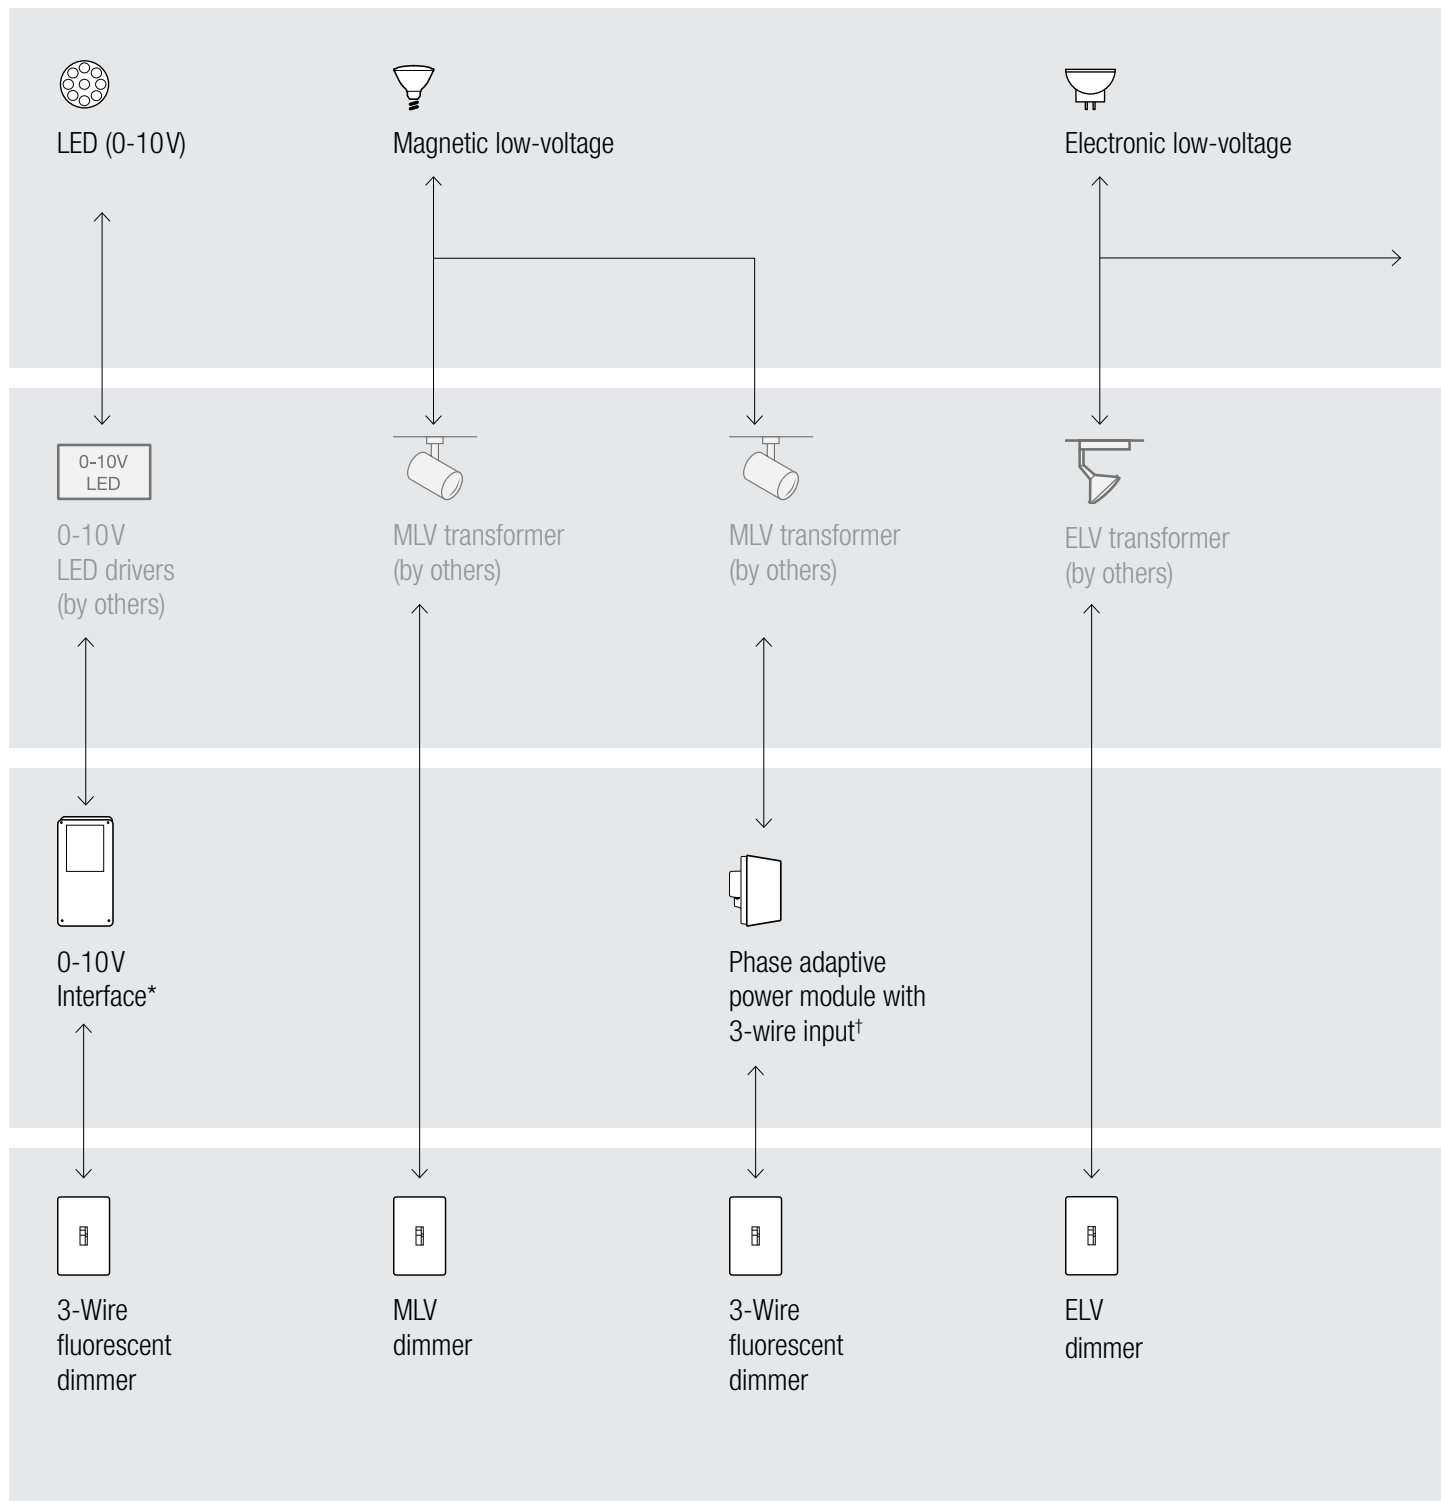 LED (0-10V)
Magnetic low-voltage
Electronic low-voltage
0-10V
LED
0-10V
LED drivers
(by others)
MLV transformer
(by others)
MLV transformer
(by others)
ELV transformer
(by others)
0-10V
Interface*
Phase adaptive
power module with
3-wire input†
3-Wire
fluorescent
dimmer
MLV
dimmer
3-Wire
fluorescent
dimmer
ELV
dimmer